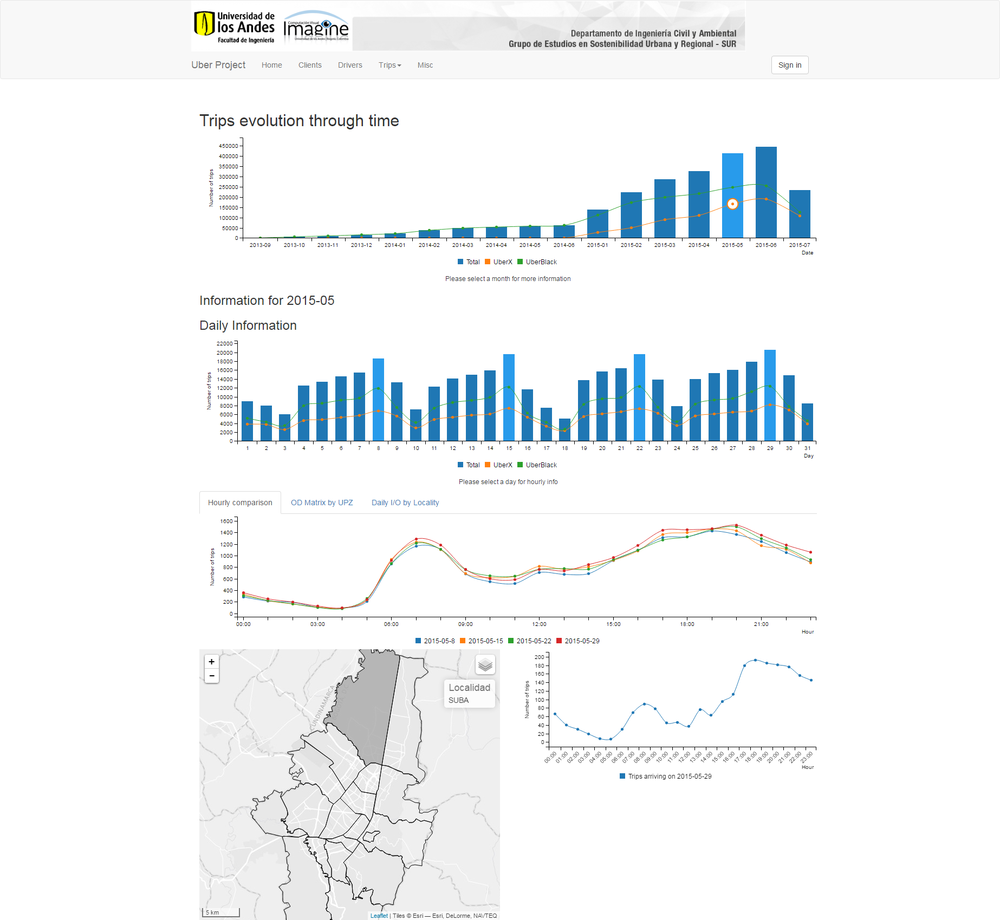 Universidad de
los Andes
Facultad de Ingeniería
Computación Visual
Imagine
Universidad de los Andes | Bogotá, Colombia
Departamento de Ingeniería Civil y Ambiental
Grupo de Estudios en Sostenibilidad Urbana y Regional - SUR
Uber Project Home Clients Drivers Trips Misc Sign in
Trips evolution through time
Number of trips
450000
400000
350000
300000
250000
200000
150000
100000
50000
0
2013-09 2013-10 2013-11 2013-12 2014-01 2014-02 2014-03 2014-04 2014-05 2014-06 2015-01 2015-02 2015-03 2015-04 2015-05 2015-06 2015-07
Date
Total UberX UberBlack
Please select a month for more information
Information for 2015-05
Daily Information
Number of trips
22000
20000
18000
16000
14000
12000
10000
8000
6000
4000
2000
0
1 2 3 4 5 6 7 8 9 10 11 12 13 14 15 16 17 18 19 20 21 22 23 24 25 26 27 28 29 30 31
Day
Total UberX UberBlack
Please select a day for hourly info
Hourly comparison OD Matrix by UPZ Daily I/O by Locality
Number of trips
1600
1400
1200
1000
800
600
400
200
0
00:00 03:00 06:00 09:00 12:00 15:00 18:00 21:00
Hour
2015-05-8 2015-05-15 2015-05-22 2015-05-29
+
−
Localidad
SUBA
CUNDINAMARCA
5 km
Leaflet | Tiles © Esri — Esri, DeLorme, NAVTEQ
Number of trips
200
180
160
140
120
100
80
60
40
20
0
00:00 01:00 02:00 03:00 04:00 05:00 06:00 07:00 08:00 09:00 10:00 11:00 12:00 13:00 14:00 15:00 16:00 17:00 18:00 19:00 20:00 21:00 22:00 23:00
Hour
Trips arriving on 2015-05-29